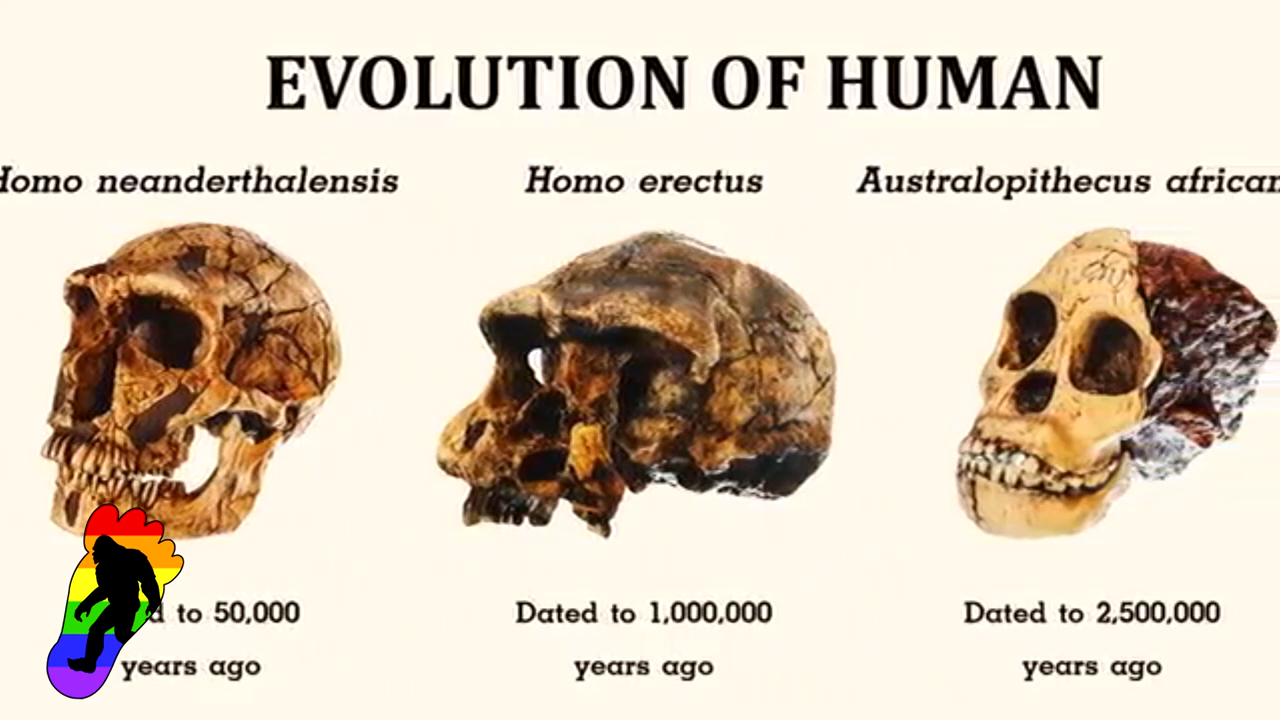 EVOLUTION OF HUMAN
Homo neanderthalensis
Homo erectus
Australopithecus african
d to 50,000
years ago
Dated to 1,000,000
years ago
Dated to 2,500,000
years ago